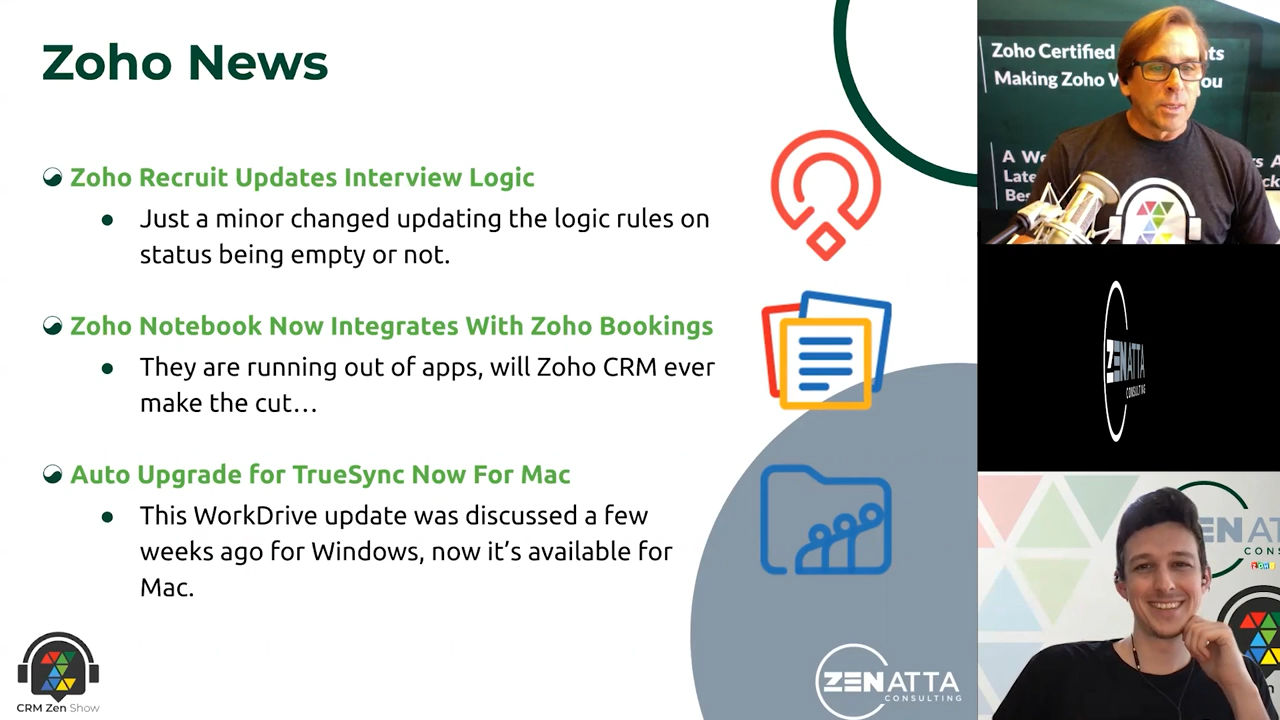 Zoho News
Zoho Recruit Updates Interview Logic
Just a minor changed updating the logic rules on
status being empty or not.
Zoho Notebook Now Integrates With Zoho Bookings
They are running out of apps, will Zoho CRM ever
make the cut…
Auto Upgrade for TrueSync Now For Mac
This WorkDrive update was discussed a few
weeks ago for Windows, now it's available for
Mac.
CRM Zen Show
ZENATTA
CONSULTING
Zoho Certified
Making Zoho
ZENATTA
CONSULTING
ZEN